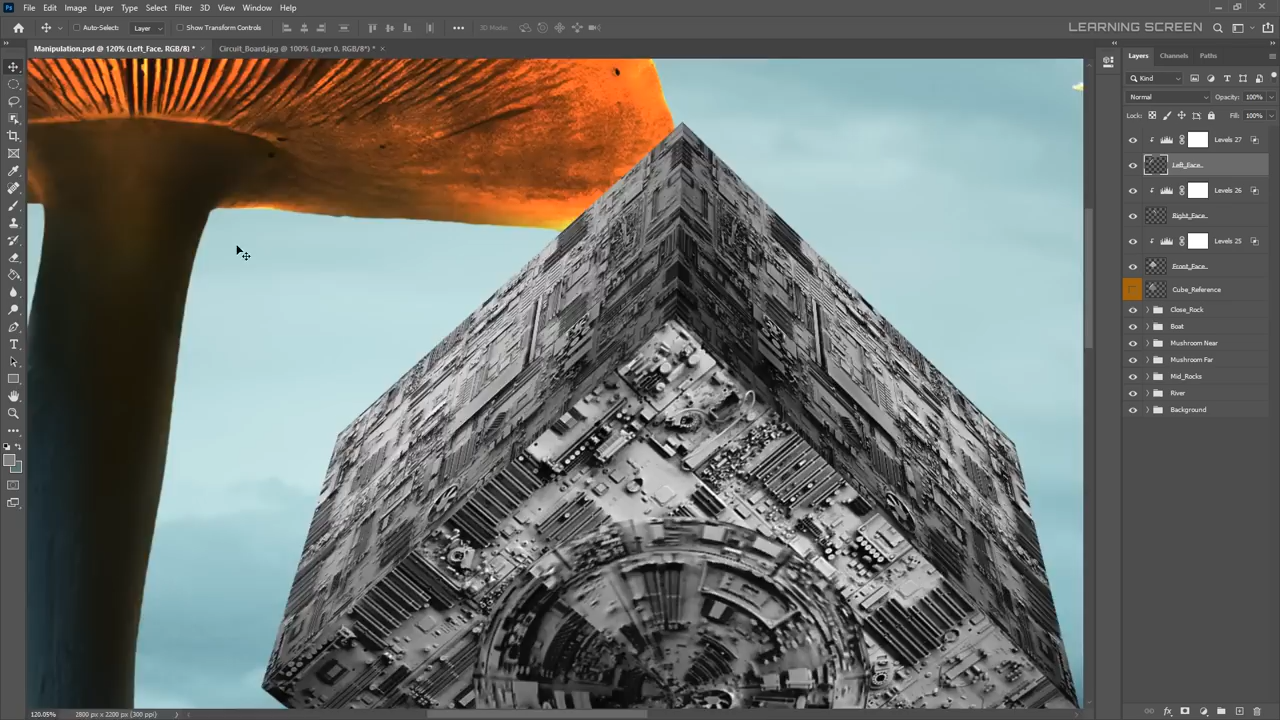 Ps File Edit Image Layer Type Select Filter 3D View Window Help
Auto-Select: Layer Show Transform Controls 3D Mode: LEARNING SCREEN
Manipulation.psd @ 120% (Left_Face, RGB/8) * × Circuit_Board.jpg @ 100% (Layer 0, RGB/8*) * ×
Layers Channels Paths
Kind
Normal Opacity: 100%
Lock: Fill: 100%
Levels 27
Left_Face
Levels 26
Right_Face
Levels 25
Front_Face
Cube_Reference
Close_Rock
Boat
Mushroom Near
Mushroom Far
Mid_Rocks
River
Background
120.05% 2800 px x 2200 px (300 ppi)